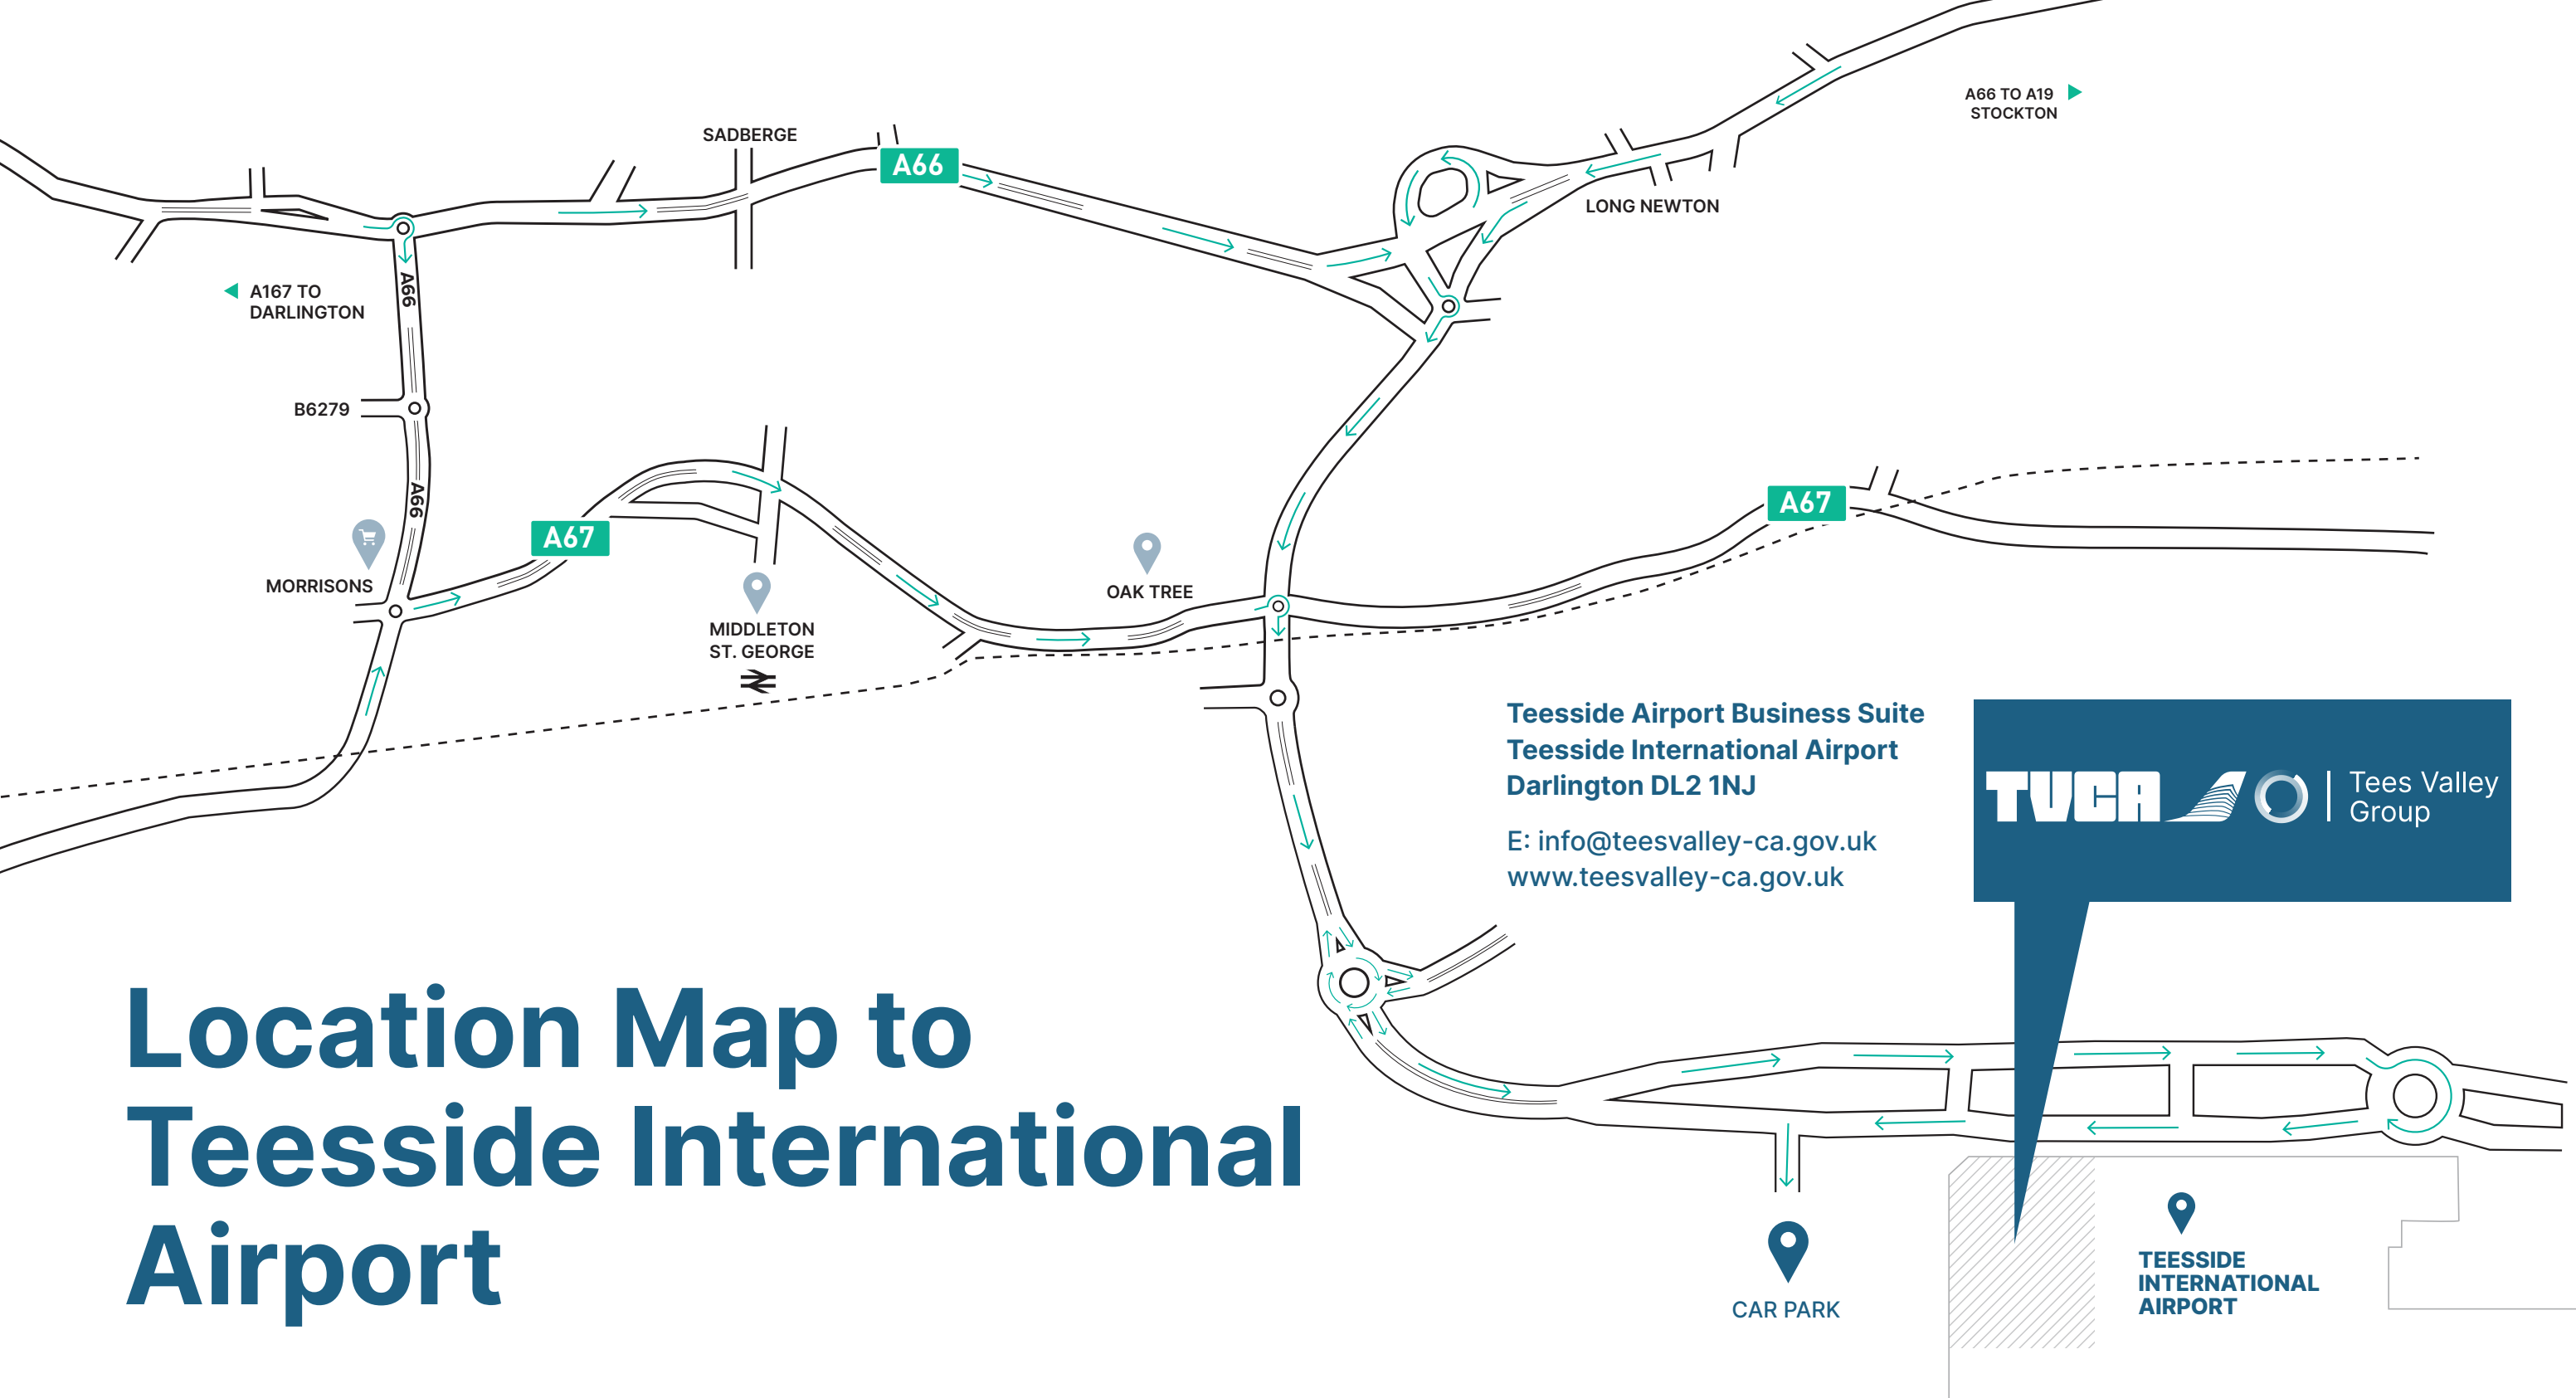 A66 TO A19
STOCKTON
SADBERGE
A66
LONG NEWTON
A167 TO
DARLINGTON
A66
B6279
A66
A67
A67
MORRISONS
OAK TREE
MIDDLETON
ST. GEORGE
Teesside Airport Business Suite
Teesside International Airport
Darlington DL2 1NJ
E: info@teesvalley-ca.gov.uk
www.teesvalley-ca.gov.uk
TVCA
Tees Valley
Group
Location Map to
Teesside International
Airport
CAR PARK
TEESSIDE
INTERNATIONAL
AIRPORT